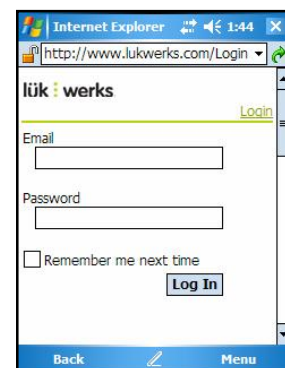 Internet Explorer 1:44
http://www.lukwerks.com/Login
lük werks
Login
Email
Password
Remember me next time
Log In
Back Menu